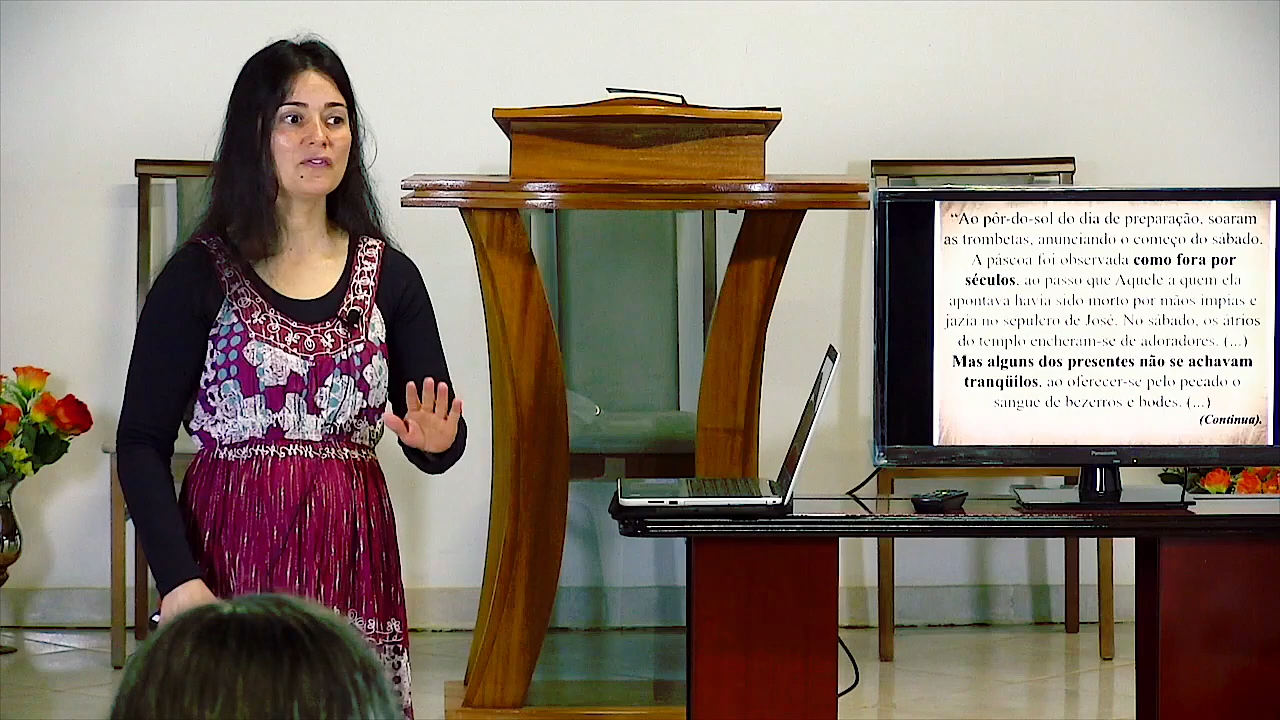 “Ao pôr-do-sol do dia de preparação, soaram
as trombetas, anunciando o começo do sábado.
A páscoa foi observada como fora por
séculos, ao passo que Aquele a quem ela
apontava havia sido morto por mãos ímpias e
jazia no sepulcro de José. No sábado, os átrios
do templo encheram-se de adoradores. (...)
Mas alguns dos presentes não se achavam
tranqüilos, ao oferecer-se pelo pecado o
sangue de bezerros e bodes. (...)
(Continua).
Panasonic